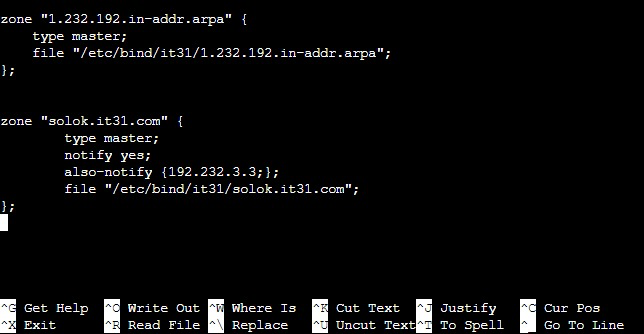 zone "1.232.192.in-addr.arpa" {
    type master;
    file "/etc/bind/it31/1.232.192.in-addr.arpa";
};
zone "solok.it31.com" {
        type master;
        notify yes;
        also-notify {192.232.3.3;};
        file "/etc/bind/it31/solok.it31.com";
};
^G Get Help  ^O Write Out ^W Where Is  ^K Cut Text  ^J Justify   ^C Cur Pos
^X Exit      ^R Read File ^\ Replace   ^U Uncut Text^T To Spell  ^_ Go To Line